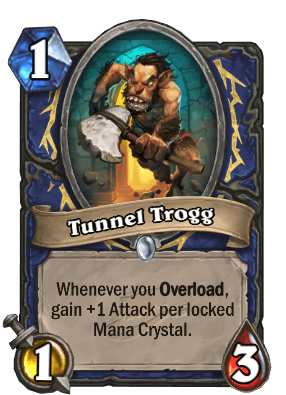 1
Tunnel Trogg
Whenever you Overload,
gain +1 Attack per locked
Mana Crystal.
1
3